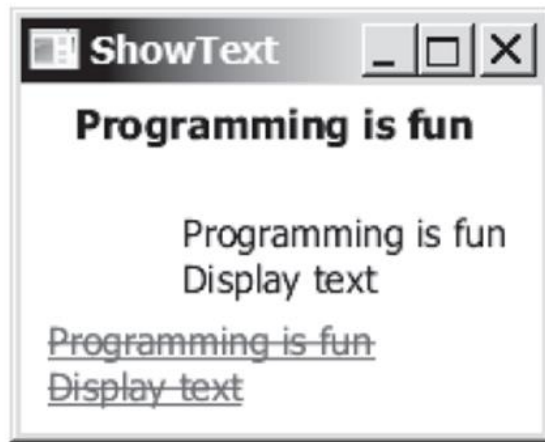 ShowText
Programming is fun
Programming is fun
Display text
Programming is fun
Display text